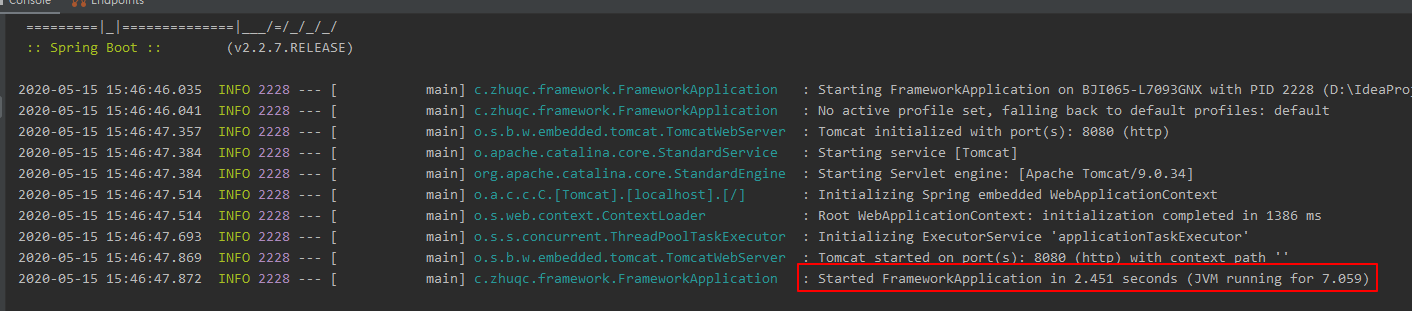 Console Endpoints
=========|_|==============|___/=/_/_/_/
:: Spring Boot ::        (v2.2.7.RELEASE)
2020-05-15 15:46:46.035  INFO 2228 --- [           main] c.zhuqc.framework.FrameworkApplication   : Starting FrameworkApplication on BJI065-L7093GNX with PID 2228 (D:\IdeaProj
2020-05-15 15:46:46.041  INFO 2228 --- [           main] c.zhuqc.framework.FrameworkApplication   : No active profile set, falling back to default profiles: default
2020-05-15 15:46:47.357  INFO 2228 --- [           main] o.s.b.w.embedded.tomcat.TomcatWebServer  : Tomcat initialized with port(s): 8080 (http)
2020-05-15 15:46:47.384  INFO 2228 --- [           main] o.apache.catalina.core.StandardService   : Starting service [Tomcat]
2020-05-15 15:46:47.384  INFO 2228 --- [           main] org.apache.catalina.core.StandardEngine  : Starting Servlet engine: [Apache Tomcat/9.0.34]
2020-05-15 15:46:47.514  INFO 2228 --- [           main] o.a.c.c.C.[Tomcat].[localhost].[/]       : Initializing Spring embedded WebApplicationContext
2020-05-15 15:46:47.514  INFO 2228 --- [           main] o.s.web.context.ContextLoader            : Root WebApplicationContext: initialization completed in 1386 ms
2020-05-15 15:46:47.693  INFO 2228 --- [           main] o.s.s.concurrent.ThreadPoolTaskExecutor  : Initializing ExecutorService 'applicationTaskExecutor'
2020-05-15 15:46:47.869  INFO 2228 --- [           main] o.s.b.w.embedded.tomcat.TomcatWebServer  : Tomcat started on port(s): 8080 (http) with context path ''
2020-05-15 15:46:47.872  INFO 2228 --- [           main] c.zhuqc.framework.FrameworkApplication   : Started FrameworkApplication in 2.451 seconds (JVM running for 7.059)